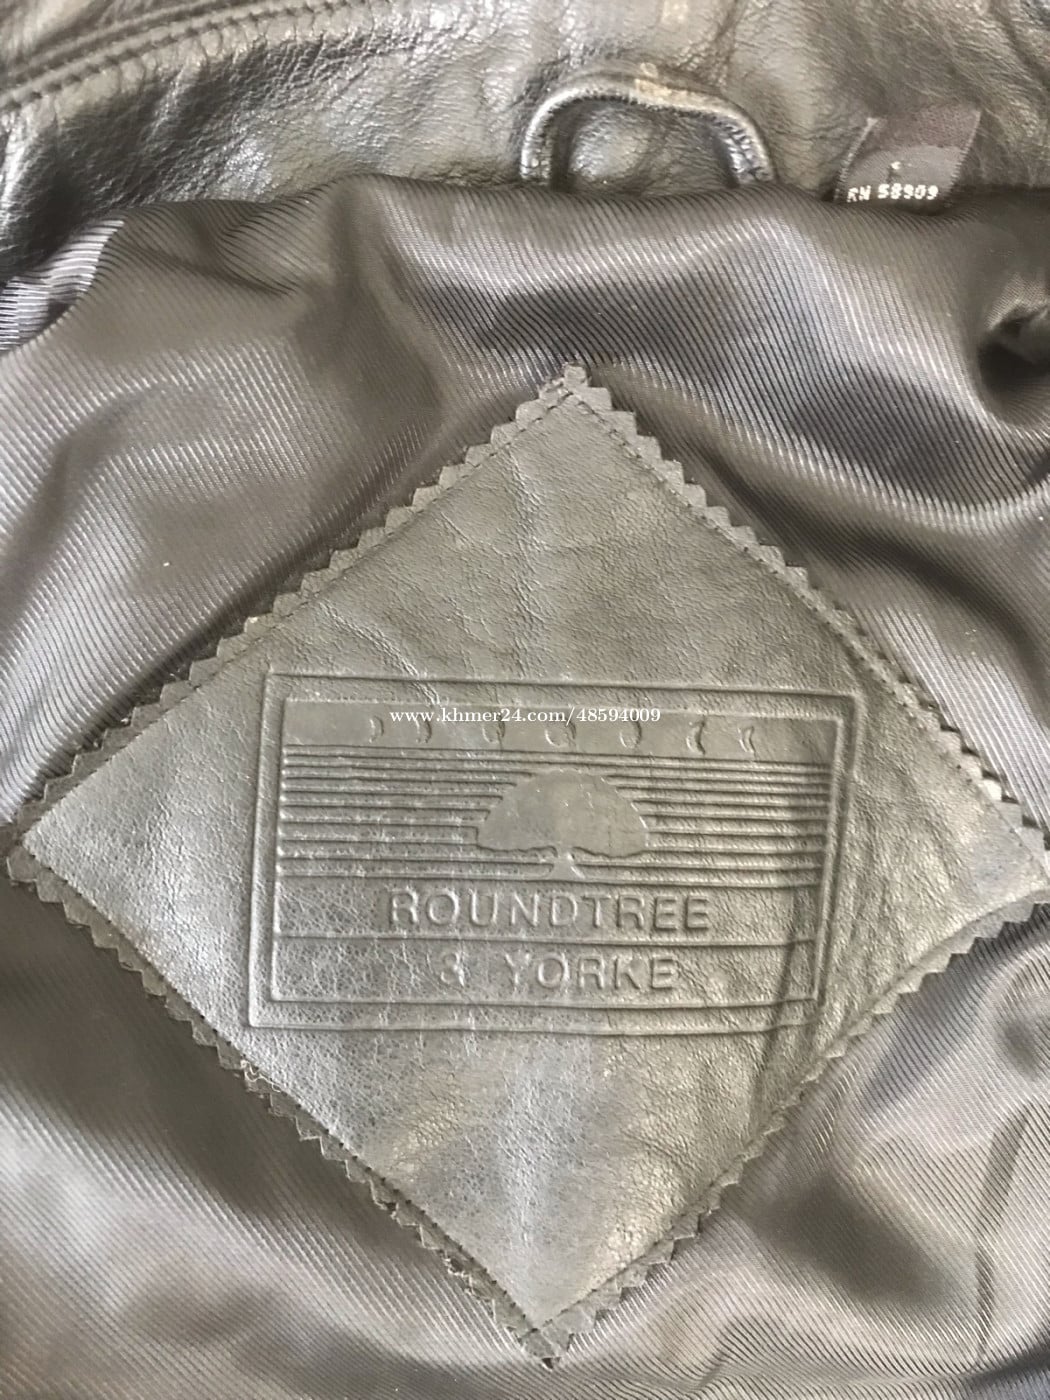 RN 58909
www.khmer24.com/48594009
ROUNDTREE
& YORKE